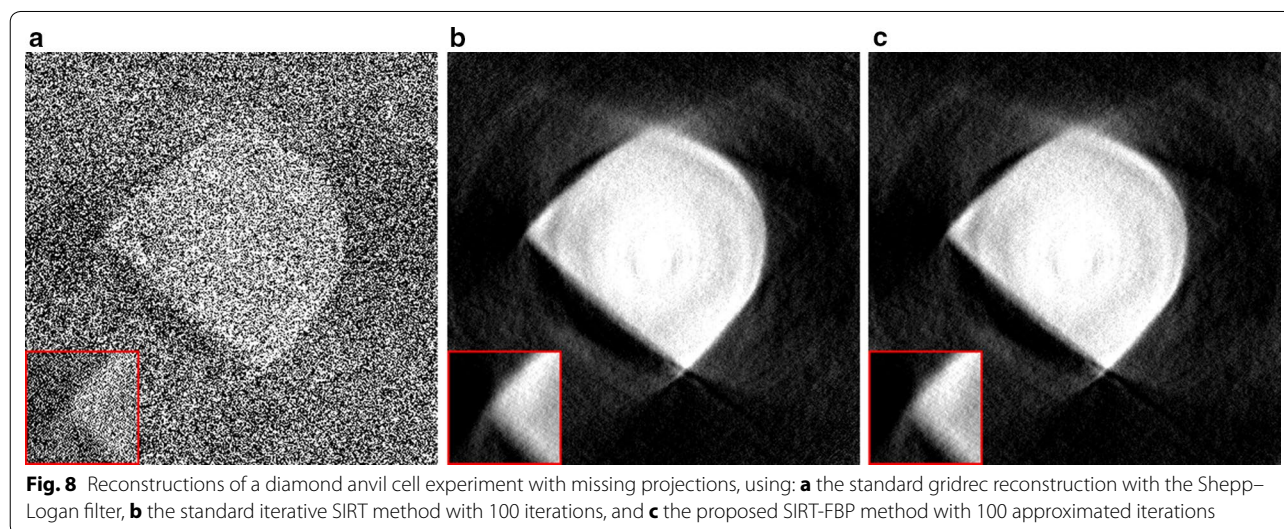 a
b
c
Fig. 8 Reconstructions of a diamond anvil cell experiment with missing projections, using: a the standard gridrec reconstruction with the Shepp–
Logan filter, b the standard iterative SIRT method with 100 iterations, and c the proposed SIRT-FBP method with 100 approximated iterations